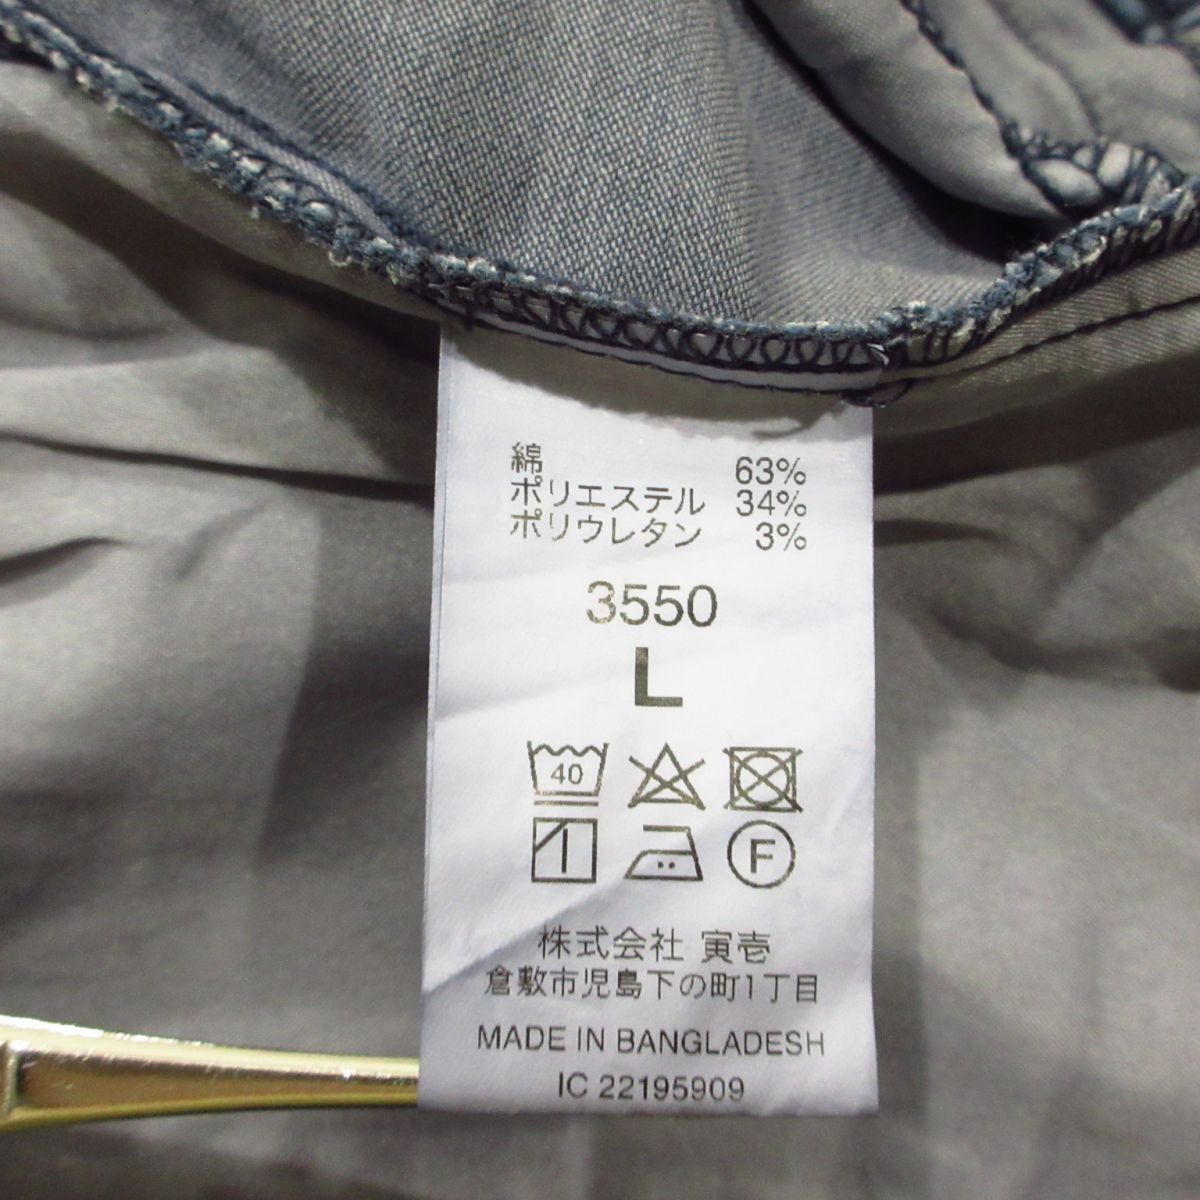 綿 63%
ポリエステル 34%
ポリウレタン 3%
3550
L
40
F
株式会社 寅壱
倉敷市児島下の町1丁目
MADE IN BANGLADESH
IC 22195909